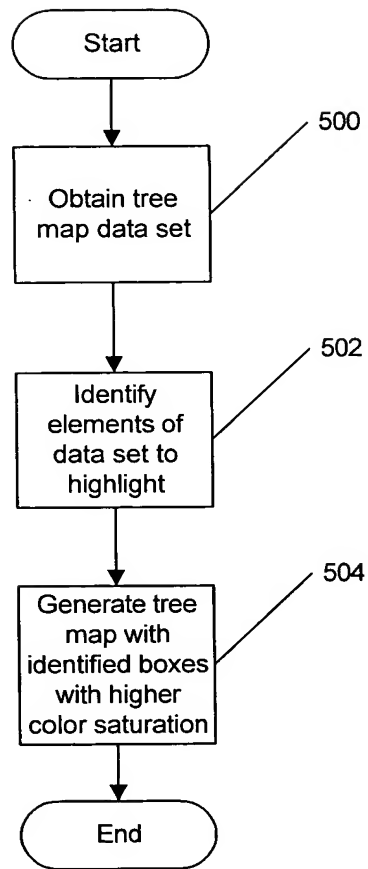 Start
500
Obtain tree
map data set
502
Identify
elements of
data set to
highlight
504
Generate tree
map with
identified boxes
with higher
color saturation
End